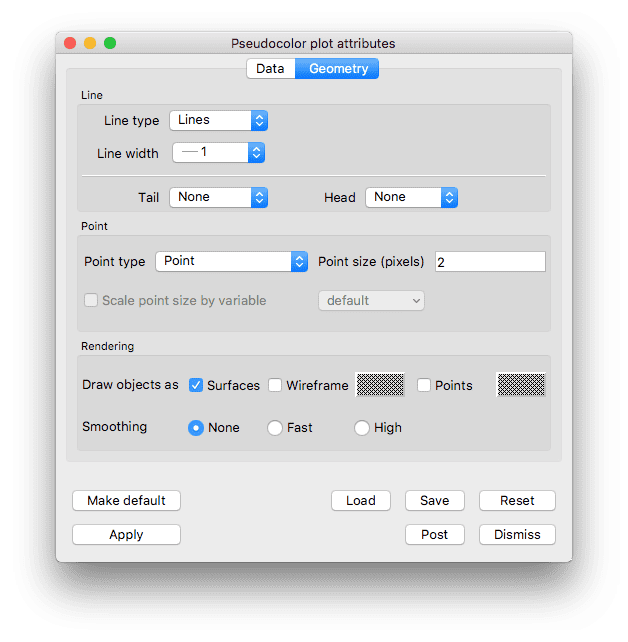 Pseudocolor plot attributes
Data Geometry
Line
Line type Lines
Line width 1
Tail None Head None
Point
Point type Point Point size (pixels) 2
Scale point size by variable default
Rendering
Draw objects as Surfaces Wireframe Points
Smoothing None Fast High
Make default Load Save Reset
Apply Post Dismiss